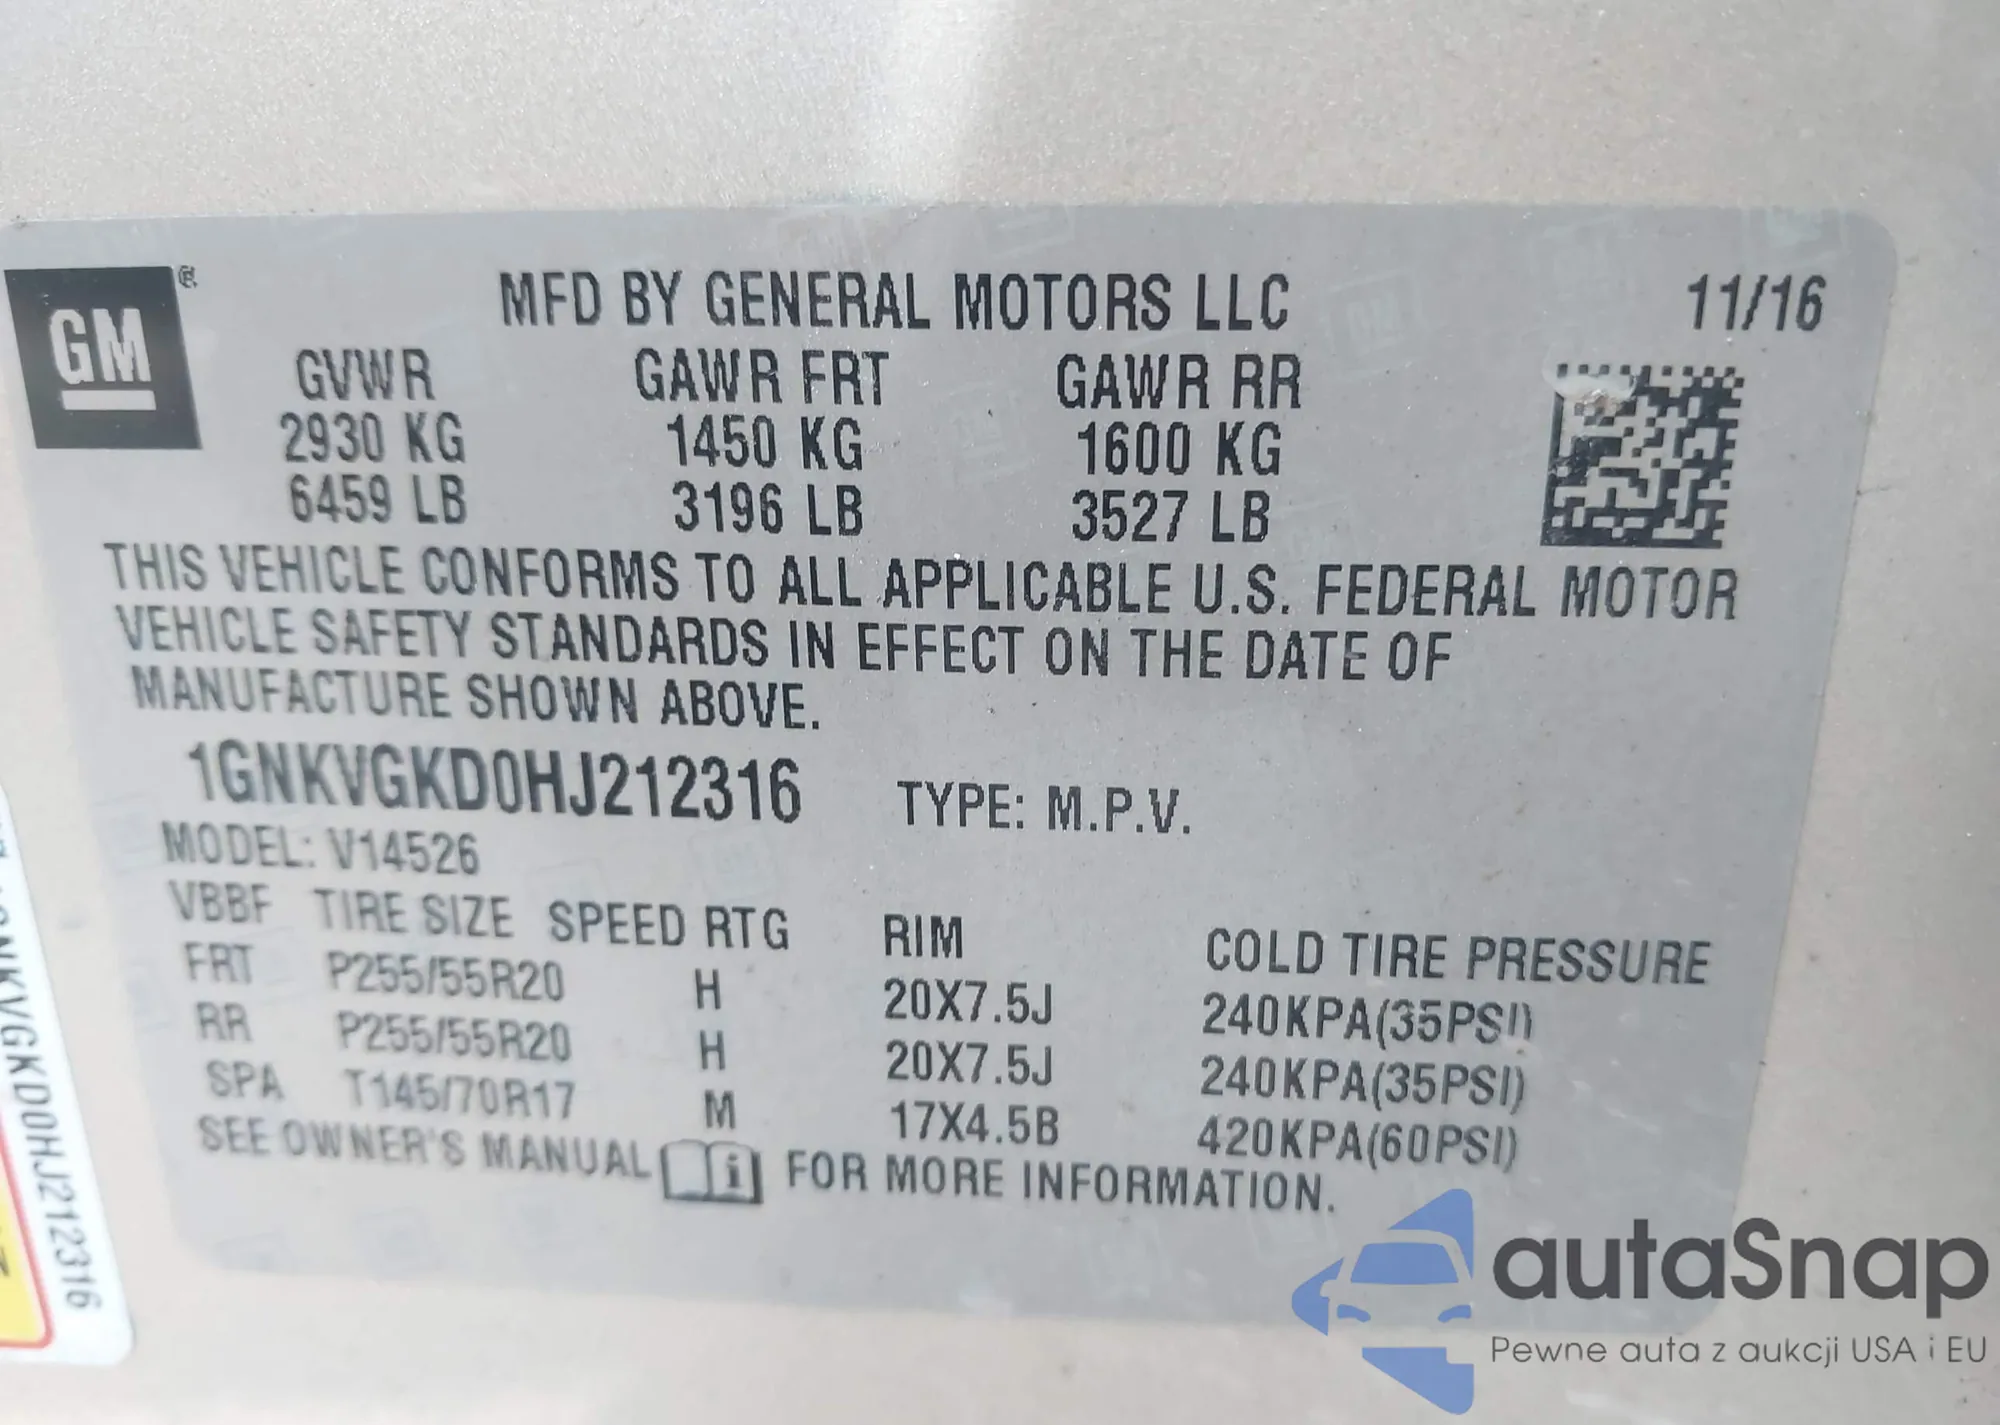 GM ®
MFD BY GENERAL MOTORS LLC 11/16
GVWR GAWR FRT GAWR RR
2930 KG 1450 KG 1600 KG
6459 LB 3196 LB 3527 LB
THIS VEHICLE CONFORMS TO ALL APPLICABLE U.S. FEDERAL MOTOR
VEHICLE SAFETY STANDARDS IN EFFECT ON THE DATE OF
MANUFACTURE SHOWN ABOVE.
1GNKVGKD0HJ212316 TYPE: M.P.V.
MODEL: V14526
VBBF TIRE SIZE SPEED RTG RIM COLD TIRE PRESSURE
FRT P255/55R20 H 20X7.5J 240KPA(35PSI)
RR P255/55R20 H 20X7.5J 240KPA(35PSI)
SPA T145/70R17 M 17X4.5B 420KPA(60PSI)
SEE OWNER'S MANUAL i FOR MORE INFORMATION.
autaSnap
Pewne auta z aukcji USA i EU